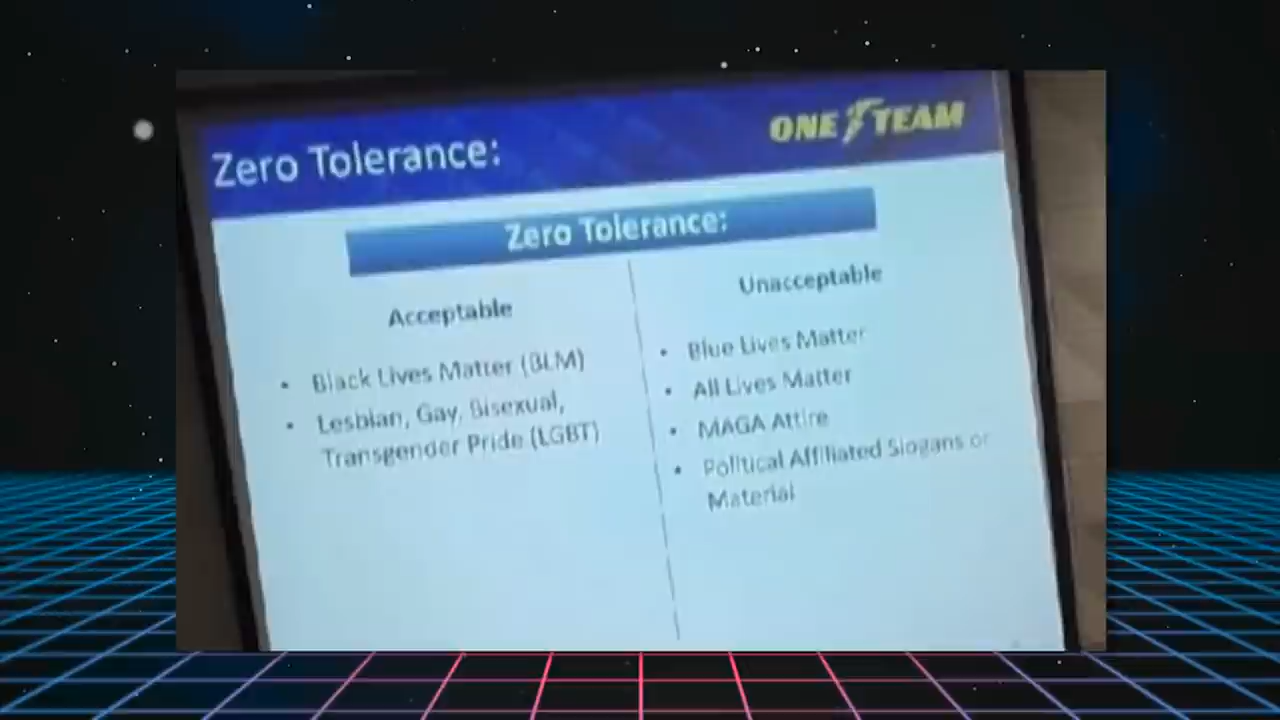 Zero Tolerance:
ONE TEAM
Zero Tolerance:
Acceptable
• Black Lives Matter (BLM)
• Lesbian, Gay, Bisexual,
Transgender Pride (LGBT)
Unacceptable
• Blue Lives Matter
• All Lives Matter
• MAGA Attire
• Political Affiliated Slogans or
Material